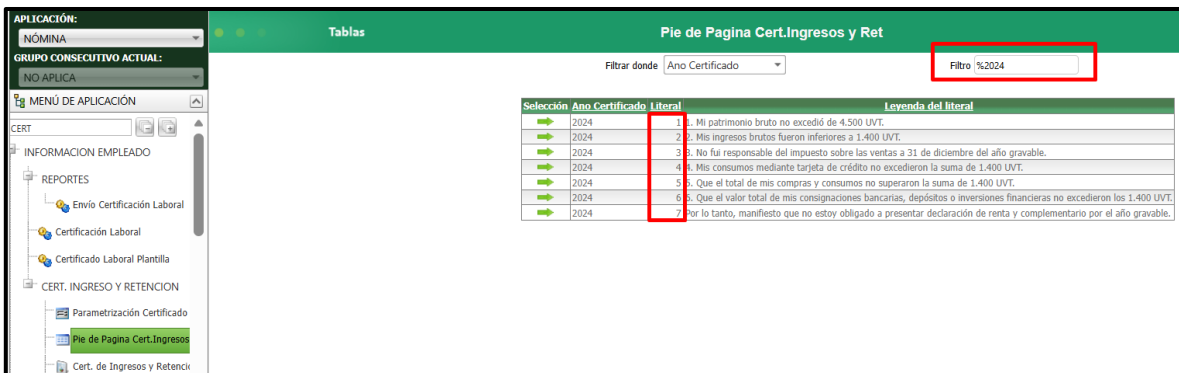 APLICACIÓN:
NÓMINA
GRUPO CONSECUTIVO ACTUAL:
NO APLICA
MENÚ DE APLICACIÓN
CERT
INFORMACION EMPLEADO
REPORTES
Envío Certificación Laboral
Certificación Laboral
Certificado Laboral Plantilla
CERT. INGRESO Y RETENCION
Parametrización Certificado
Pie de Pagina Cert.Ingresos
Cert. de Ingresos y Retenci
Tablas
Pie de Pagina Cert.Ingresos y Ret
Filtrar donde Ano Certificado
Filtro %2024
Selección Ano Certificado Literal Leyenda del literal
2024 1 1. Mi patrimonio bruto no excedió de 4.500 UVT.
2024 2 2. Mis ingresos brutos fueron inferiores a 1.400 UVT.
2024 3 3. No fui responsable del impuesto sobre las ventas a 31 de diciembre del año gravable.
2024 4 4. Mis consumos mediante tarjeta de crédito no excedieron la suma de 1.400 UVT.
2024 5 5. Que el total de mis compras y consumos no superaron la suma de 1.400 UVT.
2024 6 6. Que el valor total de mis consignaciones bancarias, depósitos o inversiones financieras no excedieron los 1.400 UVT.
2024 7 Por lo tanto, manifiesto que no estoy obligado a presentar declaración de renta y complementario por el año gravable.